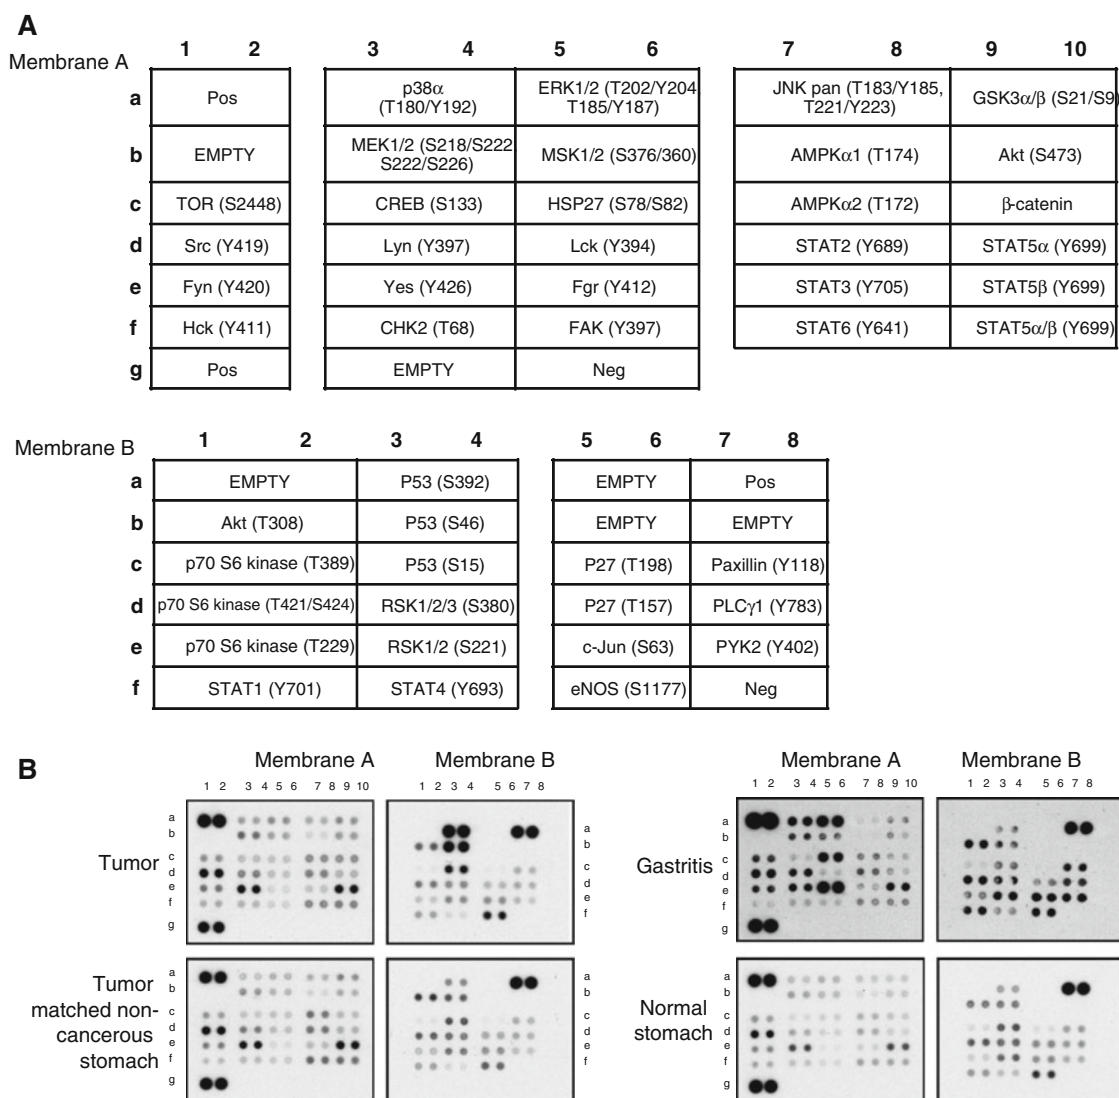 A
Membrane A
1 2 3 4 5 6 7 8 9 10
a Pos p38α (T180/Y192) ERK1/2 (T202/Y204 T185/Y187) JNK pan (T183/Y185, T221/Y223) GSK3α/β (S21/S9)
b EMPTY MEK1/2 (S218/S222 S222/S226) MSK1/2 (S376/360) AMPKα1 (T174) Akt (S473)
c TOR (S2448) CREB (S133) HSP27 (S78/S82) AMPKα2 (T172) β-catenin
d Src (Y419) Lyn (Y397) Lck (Y394) STAT2 (Y689) STAT5α (Y699)
e Fyn (Y420) Yes (Y426) Fgr (Y412) STAT3 (Y705) STAT5β (Y699)
f Hck (Y411) CHK2 (T68) FAK (Y397) STAT6 (Y641) STAT5α/β (Y699)
g Pos EMPTY Neg
Membrane B
1 2 3 4 5 6 7 8
a EMPTY P53 (S392) EMPTY Pos
b Akt (T308) P53 (S46) EMPTY EMPTY
c p70 S6 kinase (T389) P53 (S15) P27 (T198) Paxillin (Y118)
d p70 S6 kinase (T421/S424) RSK1/2/3 (S380) P27 (T157) PLCγ1 (Y783)
e p70 S6 kinase (T229) RSK1/2 (S221) c-Jun (S63) PYK2 (Y402)
f STAT1 (Y701) STAT4 (Y693) eNOS (S1177) Neg
B
Membrane A Membrane B Membrane A Membrane B
1 2 3 4 5 6 7 8 9 10 1 2 3 4 5 6 7 8 1 2 3 4 5 6 7 8 9 10 1 2 3 4 5 6 7 8
Tumor
a
b
c
d
e
f
g
a
b
c
d
e
f
Gastritis
a
b
c
d
e
f
g
Tumor
matched non-
cancerous
stomach
a
b
c
d
e
f
g
a
b
c
d
e
f
Normal
stomach
a
b
c
d
e
f
g